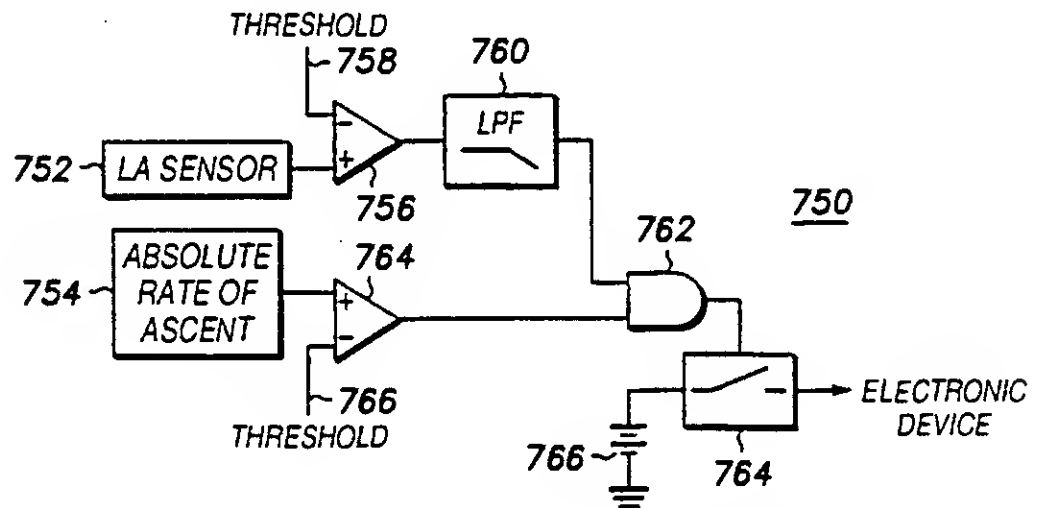 THRESHOLD
758
760
LPF
752
LA SENSOR
756
750
762
754
ABSOLUTE
RATE OF
ASCENT
764
766
THRESHOLD
ELECTRONIC
DEVICE
766
764